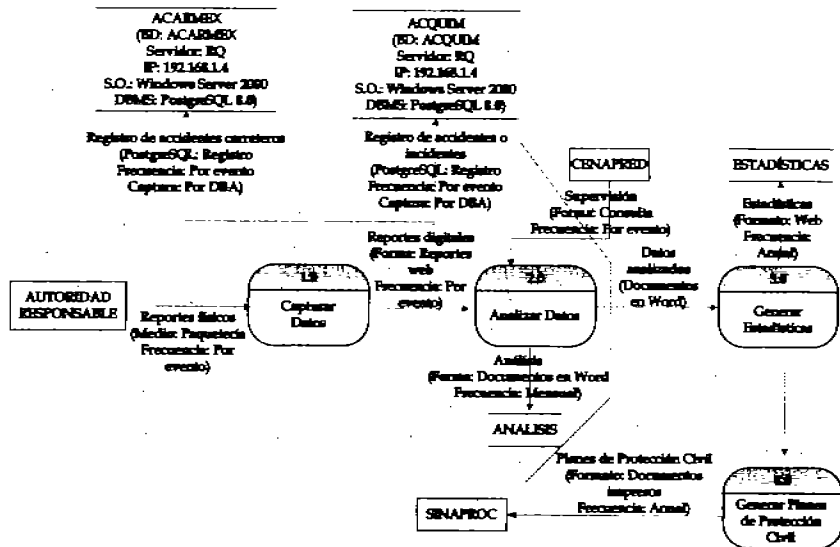 ACARMEX
(BD: ACARMEX
Servidor: RQ
IP: 192.168.1.4
S.O.: Windows Server 2000
DBMS: PostgreSQL 8.0)
ACQUIM
(BD: ACQUIM
Servidor: RQ
IP: 192.168.1.4
S.O.: Windows Server 2000
DBMS: PostgreSQL 8.0)
Registro de accidentes carreteros
(PostgreSQL: Registro
Frecuencia: Por evento
Captura: Por DBA)
Registro de accidentes o
incidentes
(PostgreSQL: Registro
Frecuencia: Por evento
Captura: Por DBA)
CENAPRED
ESTADÍSTICAS
Supervisión
(Format: Consulta
Frecuencia: Por evento)
Estadísticas
(Formato: Web
Frecuencia:
Anual)
Reportes digitales
(Forma: Reportes
web
Frecuencia: Por
evento)
Datos
analizados
(Documentos
en Word)
AUTORIDAD
RESPONSABLE
Reportes físicos
(Medio: Paquetería
Frecuencia: Por
evento)
1.0
Capturar
Datos
2.0
Analizar Datos
3.0
Generar
Estadísticas
Análisis
(Forma: Documentos en Word
Frecuencia: Mensual)
ANALISIS
Planes de Protección Civil
(Formato: Documentos
impresos
Frecuencia: Anual)
SINAPROC
Generar Planes
de Protección
Civil